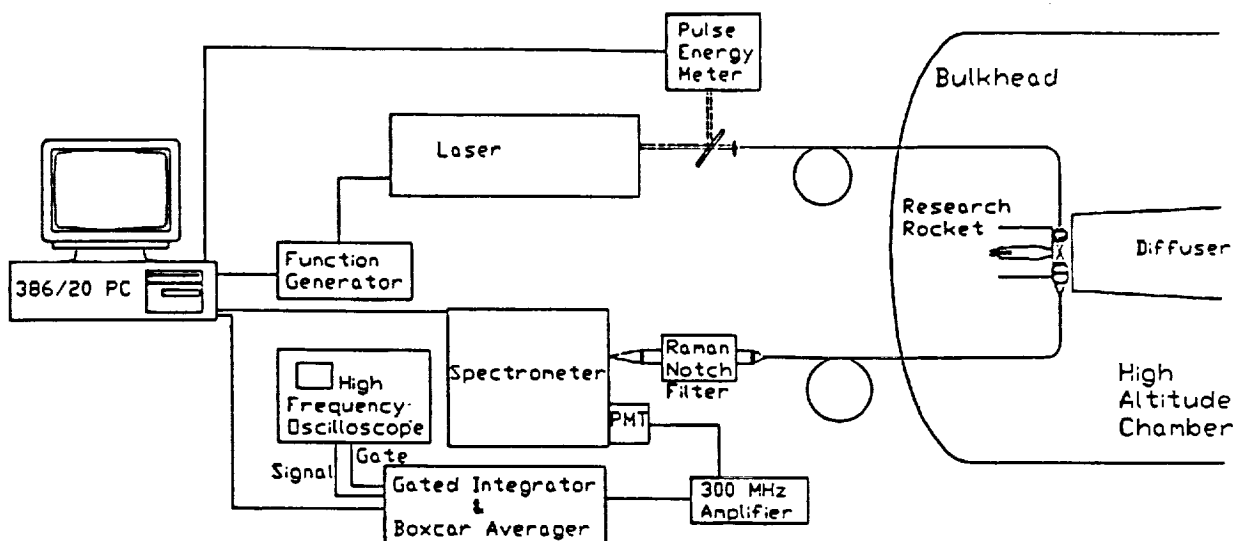 Pulse
Energy
Meter
Bulkhead
Laser
Research
Rocket
Diffuser
Function
Generator
386/20 PC
Spectrometer
Raman
Notch
Filter
High
Frequency-
Oscilloscope
PMT
High
Altitude
Chamber
Gate
Signal
Gated Integrator
&
Boxcar Averager
300 MHz
Amplifier